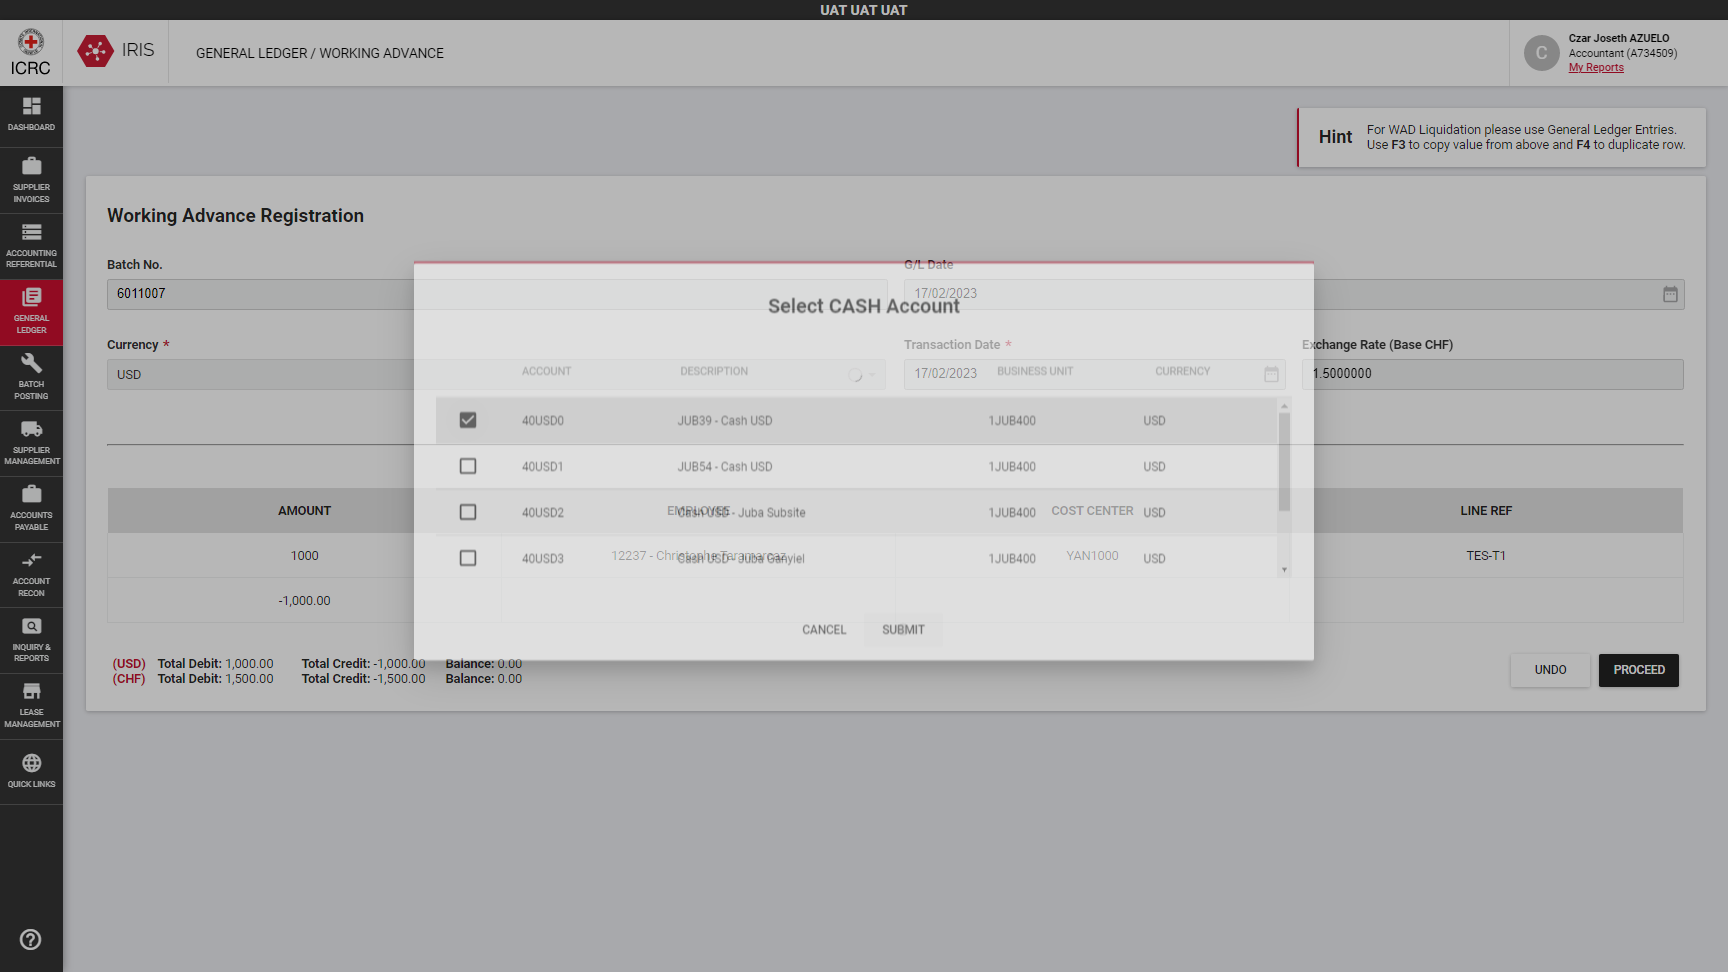 UAT UAT UAT
ICRC
IRIS
GENERAL LEDGER / WORKING ADVANCE
C
Czar Joseth AZUELO
Accountant (A734509)
My Reports
DASHBOARD
SUPPLIER
INVOICES
ACCOUNTING
REFERENTIAL
GENERAL
LEDGER
BATCH
POSTING
SUPPLIER
MANAGEMENT
ACCOUNTS
PAYABLE
ACCOUNT
RECON
INQUIRY &
REPORTS
LEASE
MANAGEMENT
QUICK LINKS
Hint
For WAD Liquidation please use General Ledger Entries.
Use F3 to copy value from above and F4 to duplicate row.
Working Advance Registration
Batch No.
G/L Date
6011007
17/02/2023
Currency *
Transaction Date *
Exchange Rate (Base CHF)
USD
17/02/2023
1.5000000
Select CASH Account
ACCOUNT DESCRIPTION BUSINESS UNIT CURRENCY
40USD0 JUB39 - Cash USD 1JUB400 USD
40USD1 JUB54 - Cash USD 1JUB400 USD
40USD2 Cash USD - Juba Subsite 1JUB400 USD
40USD3 Cash USD - Juba Ganyiel 1JUB400 USD
CANCEL SUBMIT
AMOUNT EMPLOYEE COST CENTER LINE REF
1000 12237 - Christophe YAN1000 TES-T1
-1,000.00
(USD) Total Debit: 1,000.00 Total Credit: -1,000.00 Balance: 0.00
(CHF) Total Debit: 1,500.00 Total Credit: -1,500.00 Balance: 0.00
UNDO PROCEED